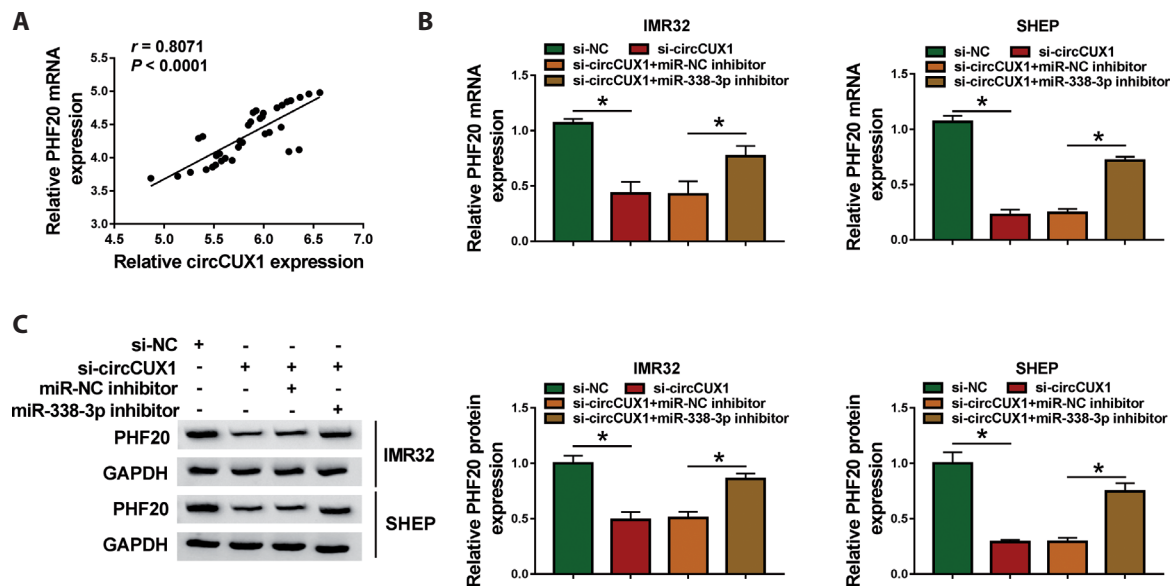 A
r = 0.8071
P < 0.0001
Relative PHF20 mRNA
expression
5.5
5.0
4.5
4.0
3.5
3.0
4.5 5.0 5.5 6.0 6.5 7.0
Relative circCUX1 expression
B
IMR32
si-NC si-circCUX1
si-circCUX1+miR-NC inhibitor
si-circCUX1+miR-338-3p inhibitor
Relative PHF20 mRNA
expression
1.5
1.0
0.5
0.0
* *
SHEP
si-NC si-circCUX1
si-circCUX1+miR-NC inhibitor
si-circCUX1+miR-338-3p inhibitor
Relative PHF20 mRNA
expression
1.5
1.0
0.5
0.0
* *
C
si-NC + - - -
si-circCUX1 - + + +
miR-NC inhibitor - - + -
miR-338-3p inhibitor - - - +
PHF20
GAPDH
IMR32
PHF20
GAPDH
SHEP
IMR32
si-NC si-circCUX1
si-circCUX1+miR-NC inhibitor
si-circCUX1+miR-338-3p inhibitor
Relative PHF20 protein
expression
1.5
1.0
0.5
0.0
* *
SHEP
si-NC si-circCUX1
si-circCUX1+miR-NC inhibitor
si-circCUX1+miR-338-3p inhibitor
Relative PHF20 protein
expression
1.5
1.0
0.5
0.0
* *